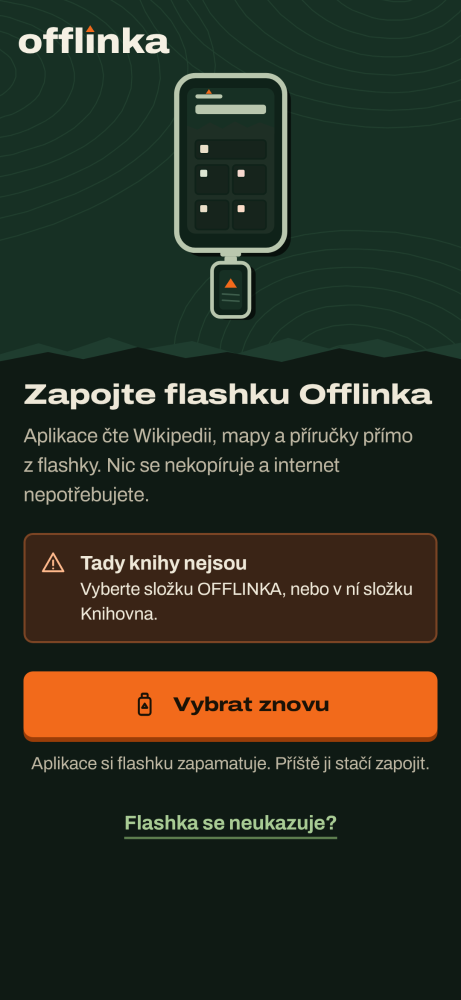 offlinka
Zapojte flashku Offlinka
Aplikace čte Wikipedii, mapy a příručky přímo
z flashky. Nic se nekopíruje a internet
nepotřebujete.
Tady knihy nejsou
Vyberte složku OFFLINKA, nebo v ní složku
Knihovna.
Vybrat znovu
Aplikace si flashku zapamatuje. Příště ji stačí zapojit.
Flashka se neukazuje?